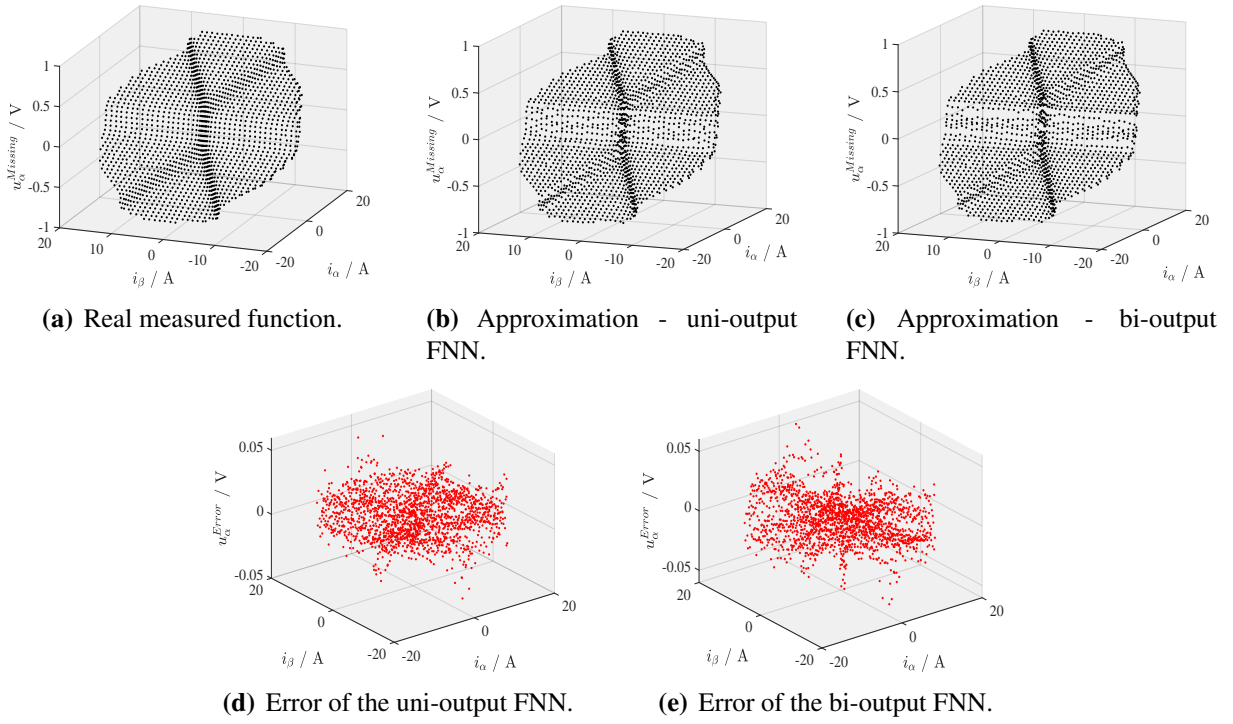 1
0.5
0
-0.5
-1
u_α^{Missing} / V
20
10
0
-10
-20
i_β / A
-20
0
20
i_α / A
(a) Real measured function.
1
0.5
0
-0.5
-1
u_α^{Missing} / V
20
10
0
-10
-20
i_β / A
-20
0
20
i_α / A
(b) Approximation - uni-output
FNN.
1
0.5
0
-0.5
-1
u_α^{Missing} / V
20
10
0
-10
-20
i_β / A
-20
0
20
i_α / A
(c) Approximation - bi-output
FNN.
0.05
0
-0.05
u_α^{Error} / V
20
0
-20
i_β / A
-20
0
20
i_α / A
(d) Error of the uni-output FNN.
0.05
0
-0.05
u_α^{Error} / V
20
0
-20
i_β / A
-20
0
20
i_α / A
(e) Error of the bi-output FNN.